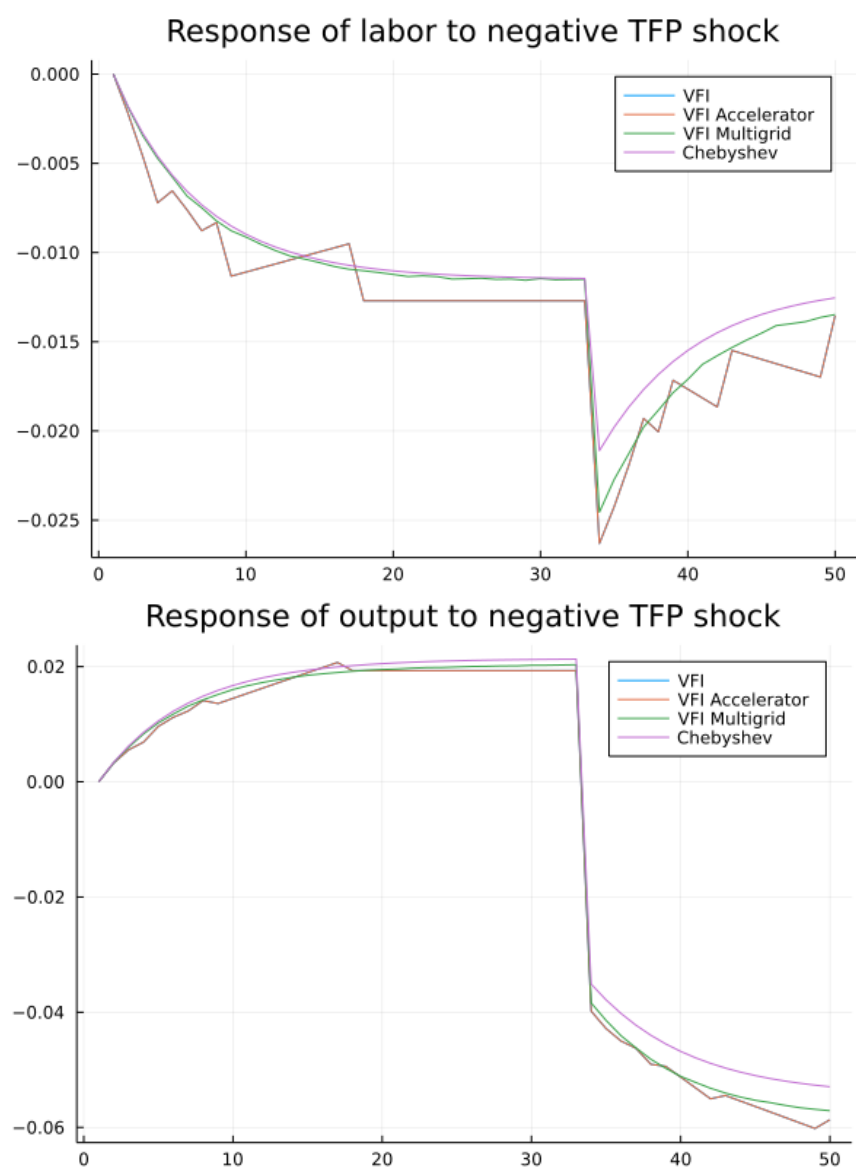 Response of labor to negative TFP shock
0.000
−0.005
−0.010
−0.015
−0.020
−0.025
VFI
VFI Accelerator
VFI Multigrid
Chebyshev
0 10 20 30 40 50
Response of output to negative TFP shock
0.02
0.00
−0.02
−0.04
−0.06
VFI
VFI Accelerator
VFI Multigrid
Chebyshev
0 10 20 30 40 50